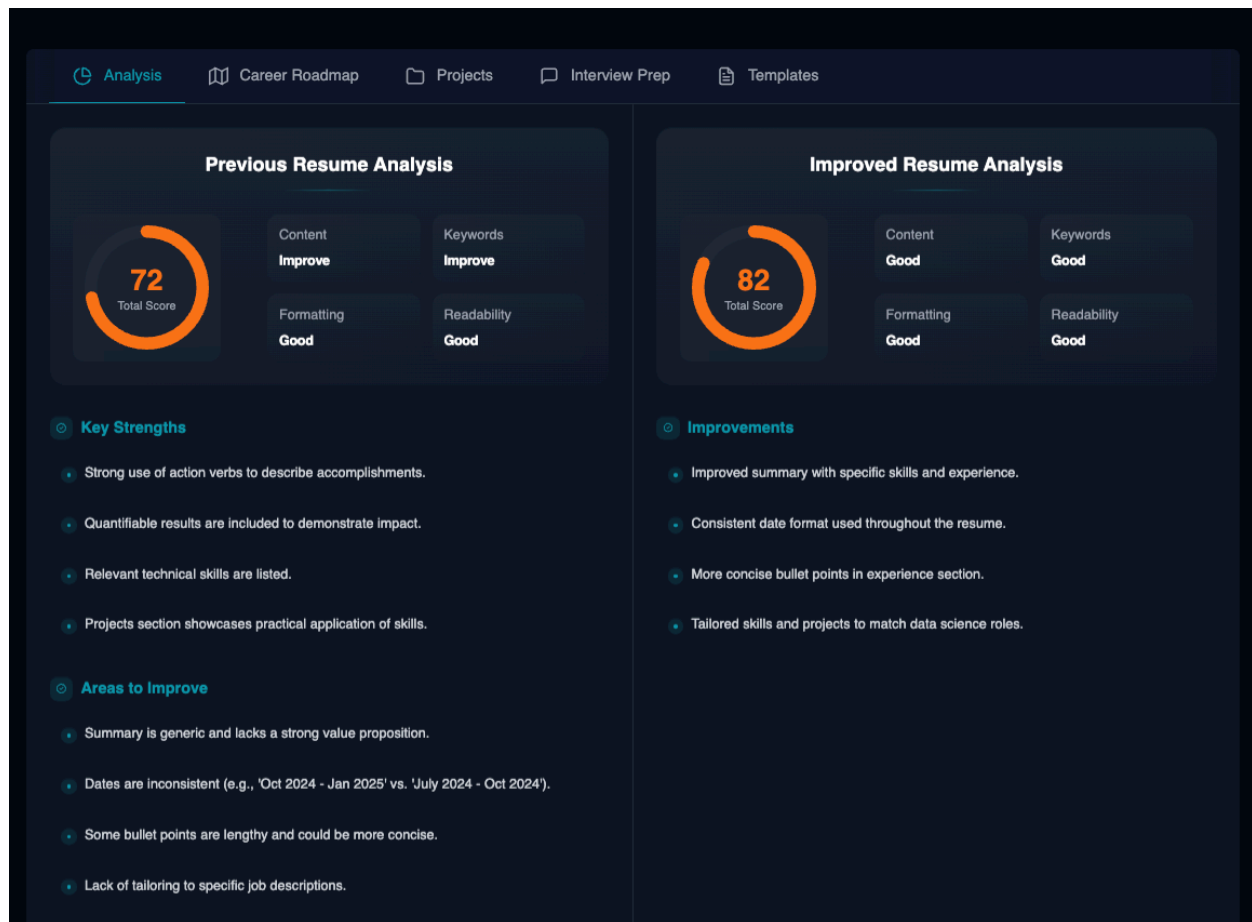 Analysis
Career Roadmap
Projects
Interview Prep
Templates
Previous Resume Analysis
72
Total Score
Content
Improve
Keywords
Improve
Formatting
Good
Readability
Good
Key Strengths
Strong use of action verbs to describe accomplishments.
Quantifiable results are included to demonstrate impact.
Relevant technical skills are listed.
Projects section showcases practical application of skills.
Areas to Improve
Summary is generic and lacks a strong value proposition.
Dates are inconsistent (e.g., 'Oct 2024 - Jan 2025' vs. 'July 2024 - Oct 2024').
Some bullet points are lengthy and could be more concise.
Lack of tailoring to specific job descriptions.
Improved Resume Analysis
82
Total Score
Content
Good
Keywords
Good
Formatting
Good
Readability
Good
Improvements
Improved summary with specific skills and experience.
Consistent date format used throughout the resume.
More concise bullet points in experience section.
Tailored skills and projects to match data science roles.